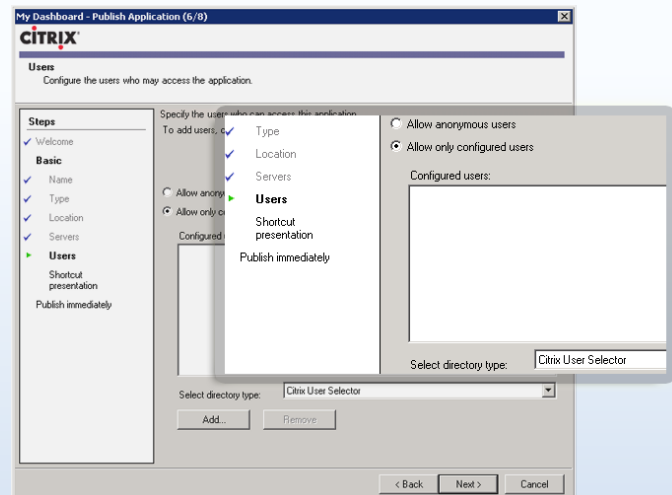 My Dashboard - Publish Application (6/8)
CITRIX
Users
Configure the users who may access the application.
Steps
Welcome
Basic
Name
Type
Location
Servers
Users
Shortcut
presentation
Publish immediately
Specify the users who can access this application.
To add users, c
Allow anony
Allow only co
Configured
Select directory type:
Citrix User Selector
Add...
Remove
Type
Location
Servers
Users
Shortcut
presentation
Publish immediately
Allow anonymous users
Allow only configured users
Configured users:
Select directory type:
Citrix User Selector
< Back
Next >
Cancel